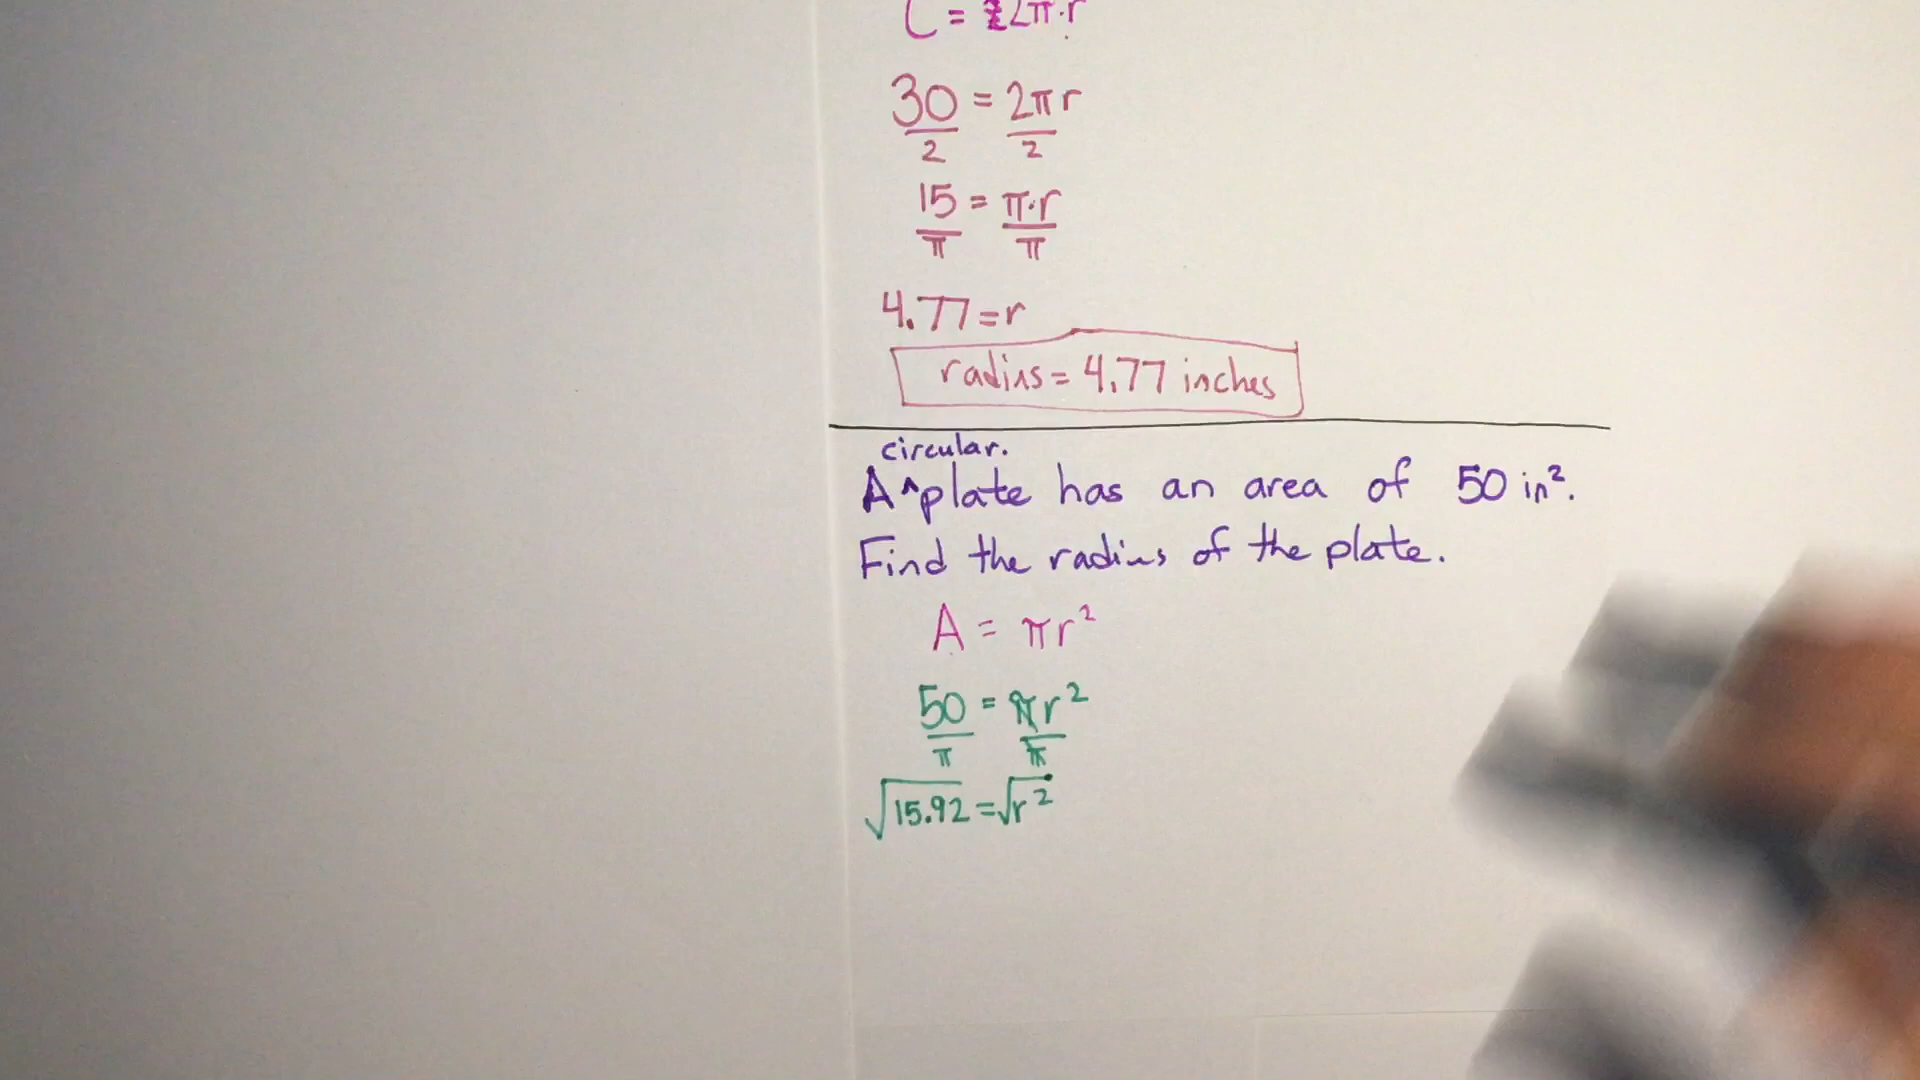 C = 2π·r
30 = 2πr
2 2
15 = π·r
π π
4.77=r
radius = 4.77 inches
circular.
A ^ plate has an area of 50 in².
Find the radius of the plate.
A = πr²
50 = πr²
π π
√15.92 = √r²